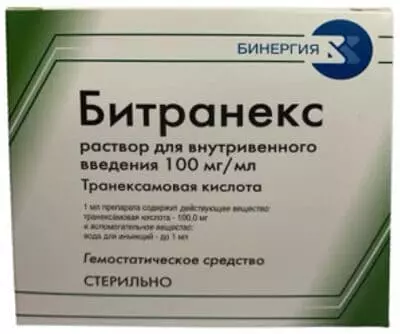 БИНЕРГИЯ
Битранекс
раствор для внутривенного
введения 100 мг/мл
Транексамовая кислота
1 мл препарата содержит действующее вещество:
транексамовая кислота - 100,0 мг
и вспомогательное вещество:
вода для инъекций - до 1 мл
Гемостатическое средство
СТЕРИЛЬНО